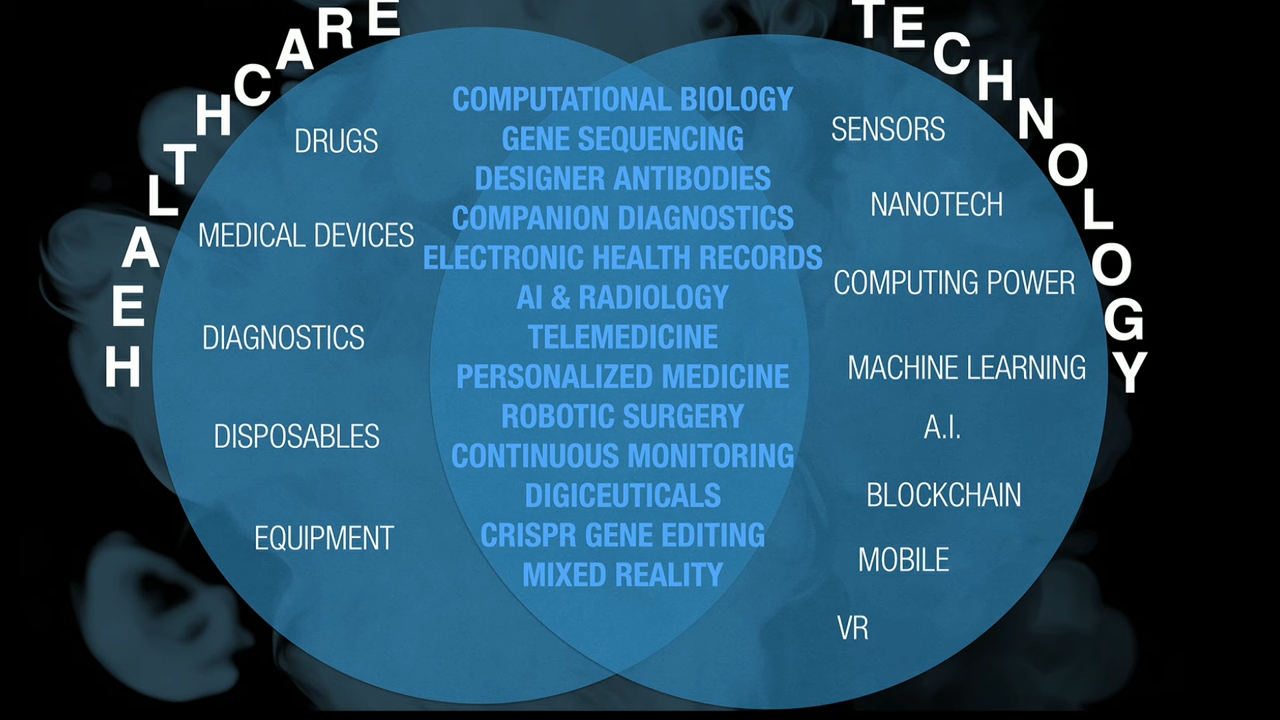 HEALTHCARE
DRUGS
MEDICAL DEVICES
DIAGNOSTICS
DISPOSABLES
EQUIPMENT
COMPUTATIONAL BIOLOGY
GENE SEQUENCING
DESIGNER ANTIBODIES
COMPANION DIAGNOSTICS
ELECTRONIC HEALTH RECORDS
AI & RADIOLOGY
TELEMEDICINE
PERSONALIZED MEDICINE
ROBOTIC SURGERY
CONTINUOUS MONITORING
DIGICEUTICALS
CRISPR GENE EDITING
MIXED REALITY
TECHNOLOGY
SENSORS
NANOTECH
COMPUTING POWER
MACHINE LEARNING
A.I.
BLOCKCHAIN
MOBILE
VR